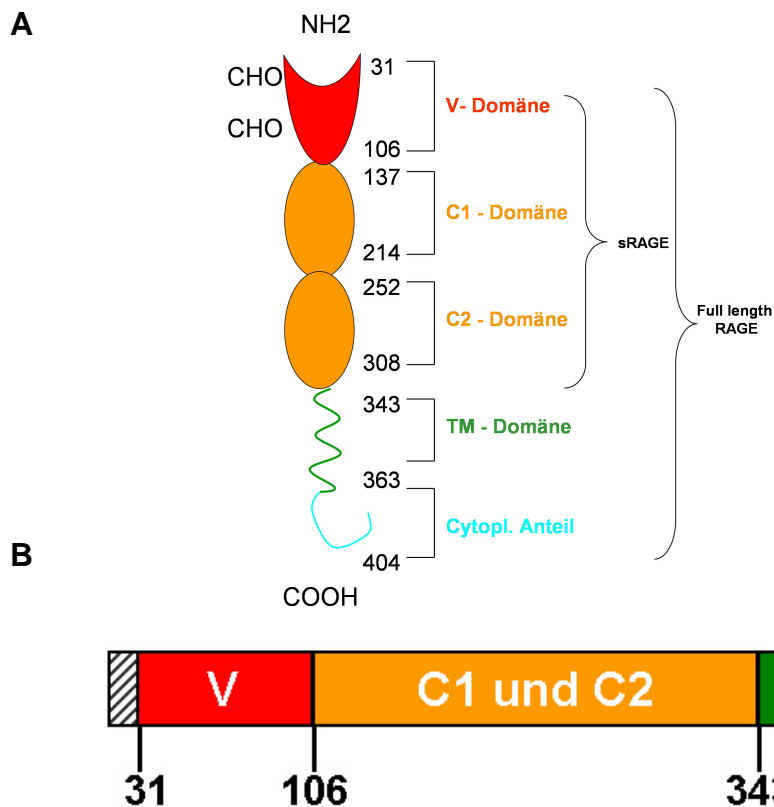 A
NH2
CHO
31
V- Domäne
CHO
106
137
C1 - Domäne
214
sRAGE
252
C2 - Domäne
Full length
RAGE
308
343
TM - Domäne
363
Cytopl. Anteil
404
B
COOH
V
C1 und C2
31
106
343